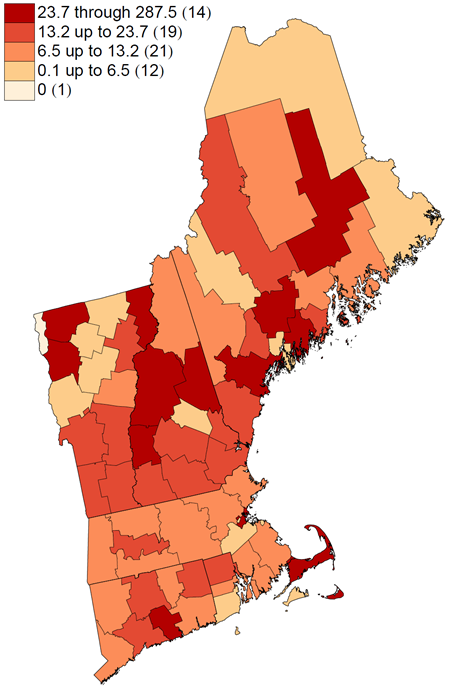 23.7 through 287.5 (14)
13.2 up to 23.7 (19)
6.5 up to 13.2 (21)
0.1 up to 6.5 (12)
0 (1)